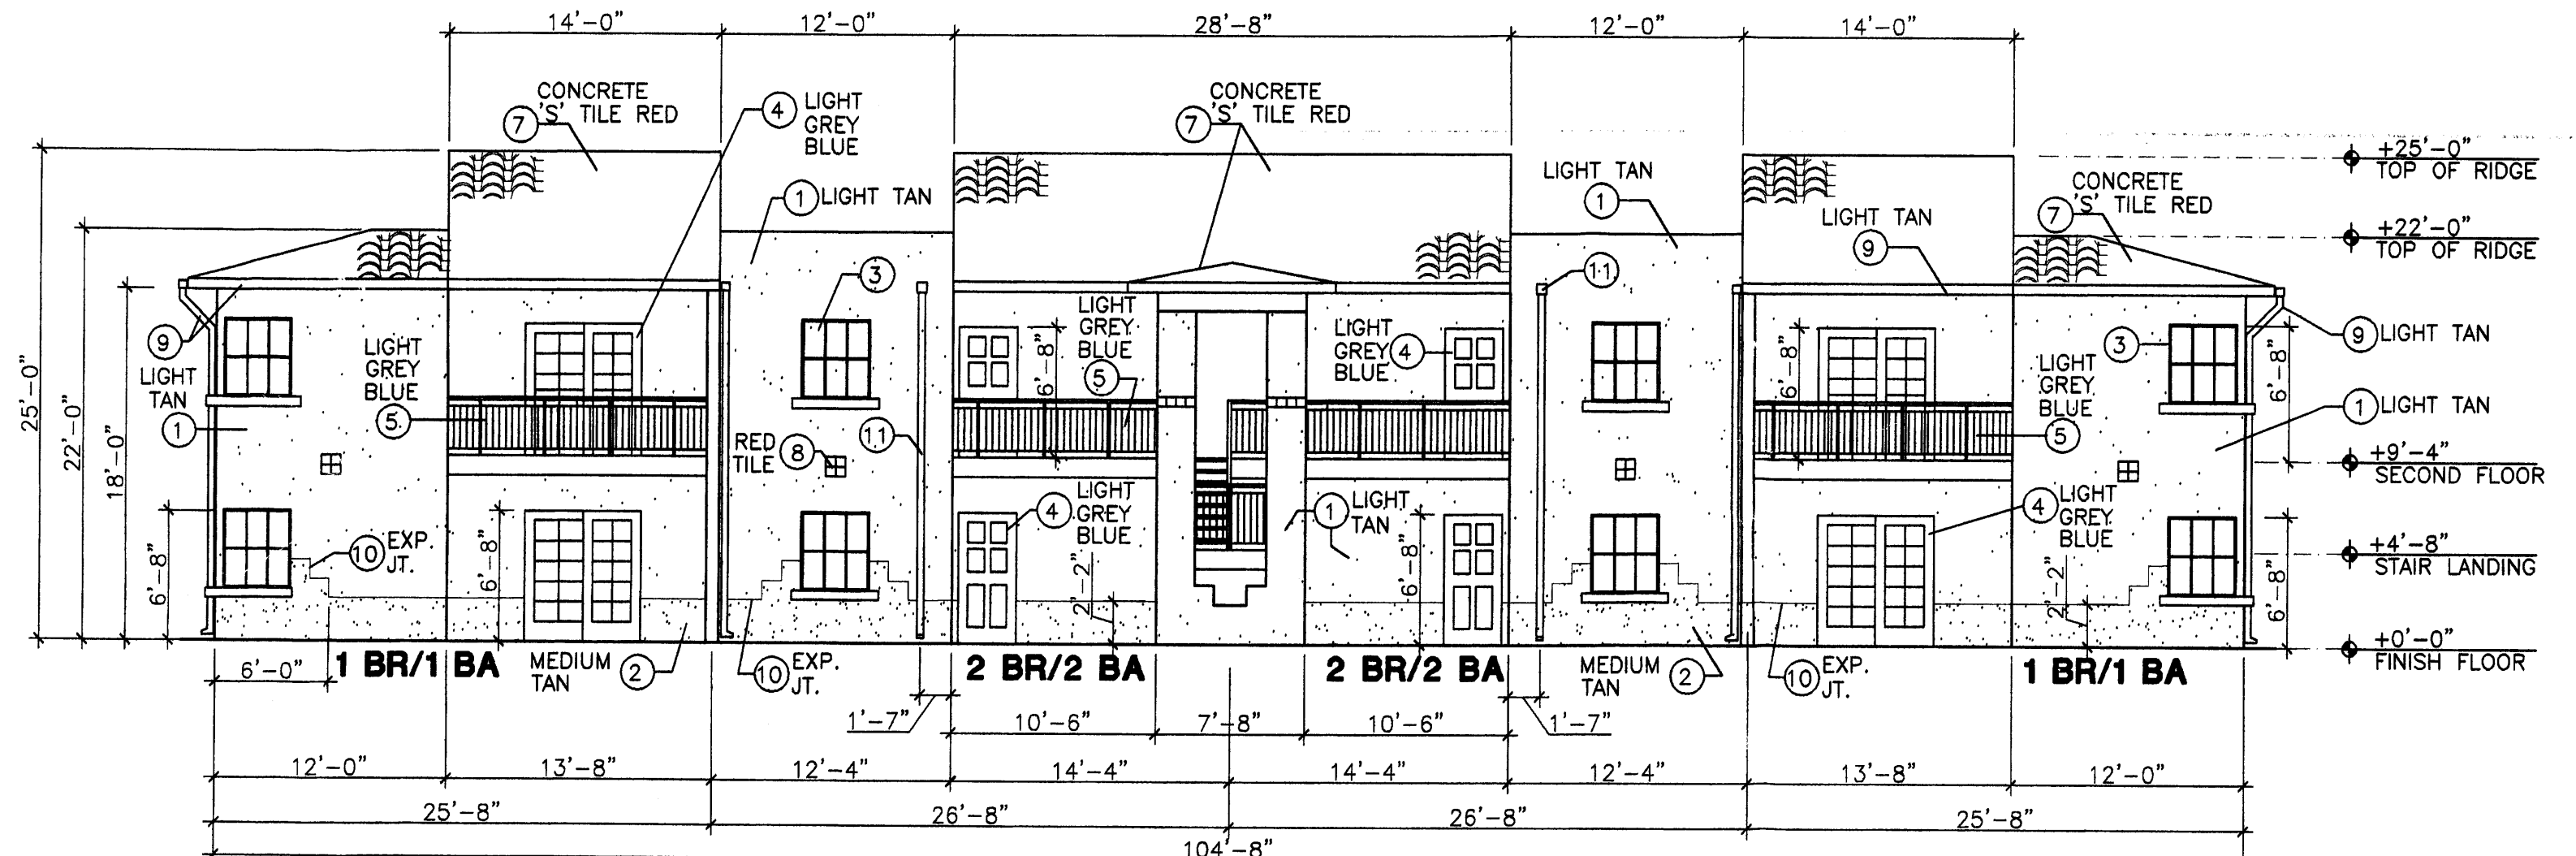 14'-0"
12'-0"
28'-8"
12'-0"
14'-0"
CONCRETE
'S' TILE RED
7
4
LIGHT
GREY
BLUE
CONCRETE
'S' TILE RED
7
+25'-0"
TOP OF RIDGE
1
LIGHT TAN
LIGHT TAN
1
LIGHT TAN
9
CONCRETE
'S' TILE RED
7
+22'-0"
TOP OF RIDGE
3
11
25'-0"
22'-0"
18'-0"
9
LIGHT
TAN
1
LIGHT
GREY
BLUE
5
RED
TILE
8
11
LIGHT
GREY
BLUE
5
6'-8"
LIGHT
GREY
BLUE
4
6'-8"
LIGHT
GREY
BLUE
5
3
6'-8"
9
LIGHT TAN
1
LIGHT TAN
+9'-4"
SECOND FLOOR
6'-8"
10
EXP.
JT.
6'-8"
4
LIGHT
GREY
BLUE
2'-2"
1
LIGHT
TAN
6'-8"
4
LIGHT
GREY
BLUE
2'-2"
6'-8"
+4'-8"
STAIR LANDING
+0'-0"
FINISH FLOOR
6'-0"
1 BR/1 BA
MEDIUM
TAN
2
10
EXP.
JT.
2 BR/2 BA
2 BR/2 BA
MEDIUM
TAN
2
10
EXP.
JT.
1 BR/1 BA
1'-7"
10'-6"
7'-8"
10'-6"
1'-7"
12'-0"
13'-8"
12'-4"
14'-4"
14'-4"
12'-4"
13'-8"
12'-0"
25'-8"
26'-8"
26'-8"
25'-8"
104'-8"